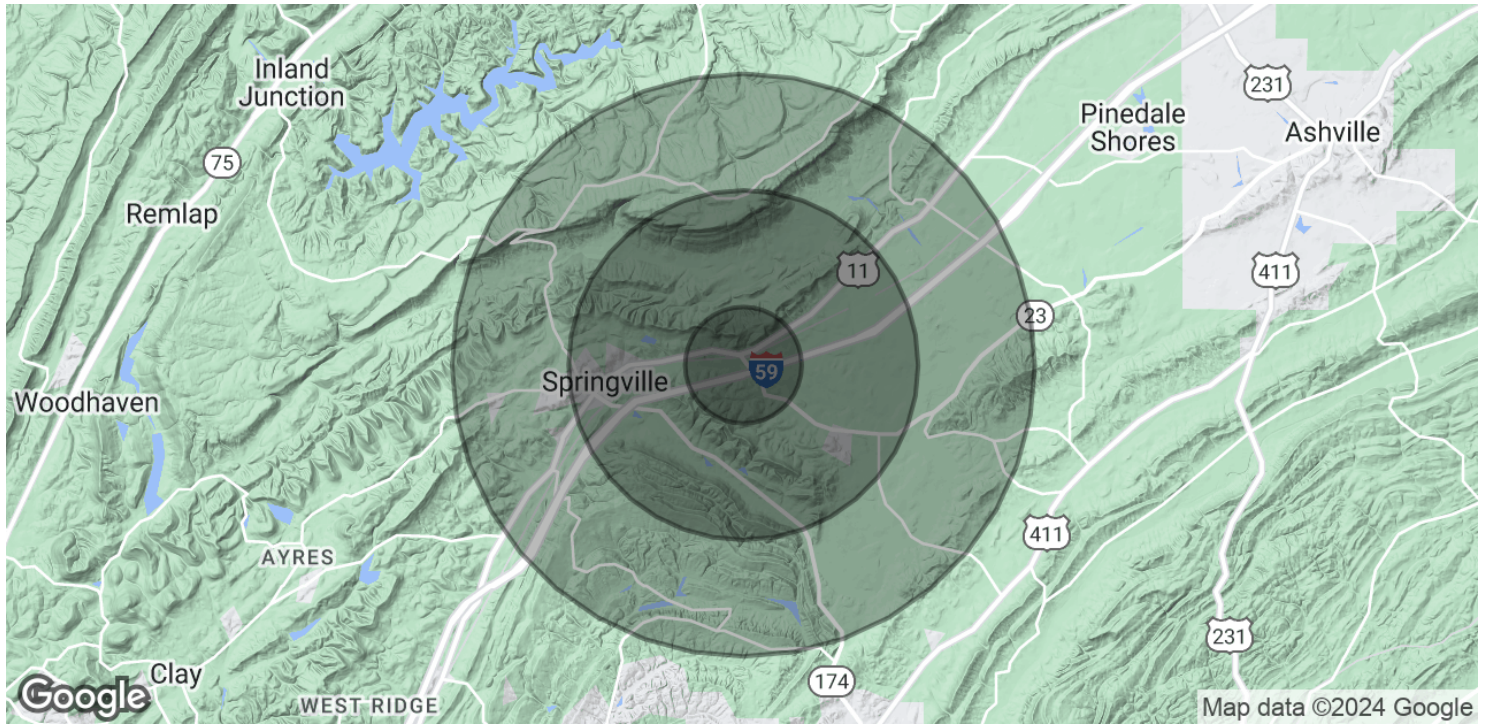 Inland
Junction
231
Pinedale
Shores
Ashville
75
Remlap
11
411
23
59
Springville
Woodhaven
411
AYRES
231
Clay
174
WEST RIDGE
Google
Map data ©2024 Google